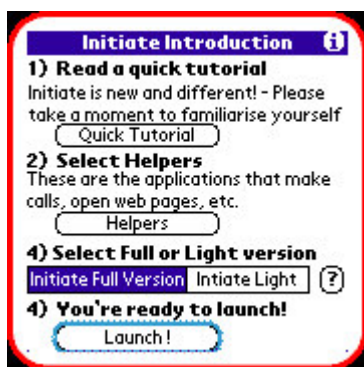 Initiate Introduction i
1) Read a quick tutorial
Initiate is new and different! - Please
take a moment to familiarise yourself
Quick Tutorial
2) Select Helpers
These are the applications that make
calls, open web pages, etc.
Helpers
4) Select Full or Light version
Initiate Full Version Intiate Light ?
4) You're ready to launch!
Launch!